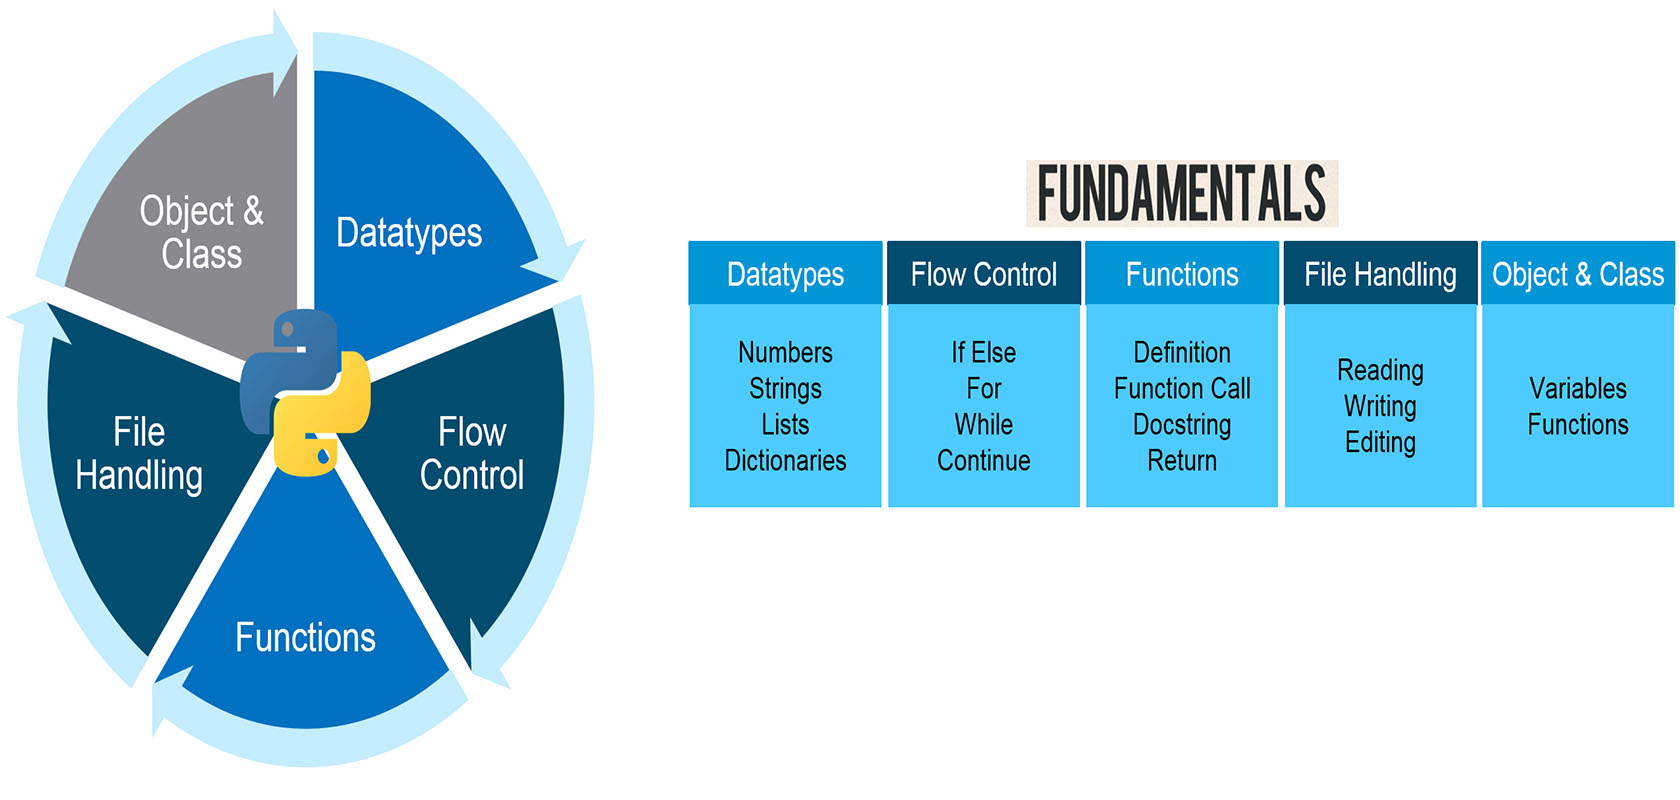 Object &
Class
Datatypes
File
Handling
Flow
Control
Functions
FUNDAMENTALS
Datatypes
Numbers
Strings
Lists
Dictionaries
Flow Control
If Else
For
While
Continue
Functions
Definition
Function Call
Docstring
Return
File Handling
Reading
Writing
Editing
Object & Class
Variables
Functions